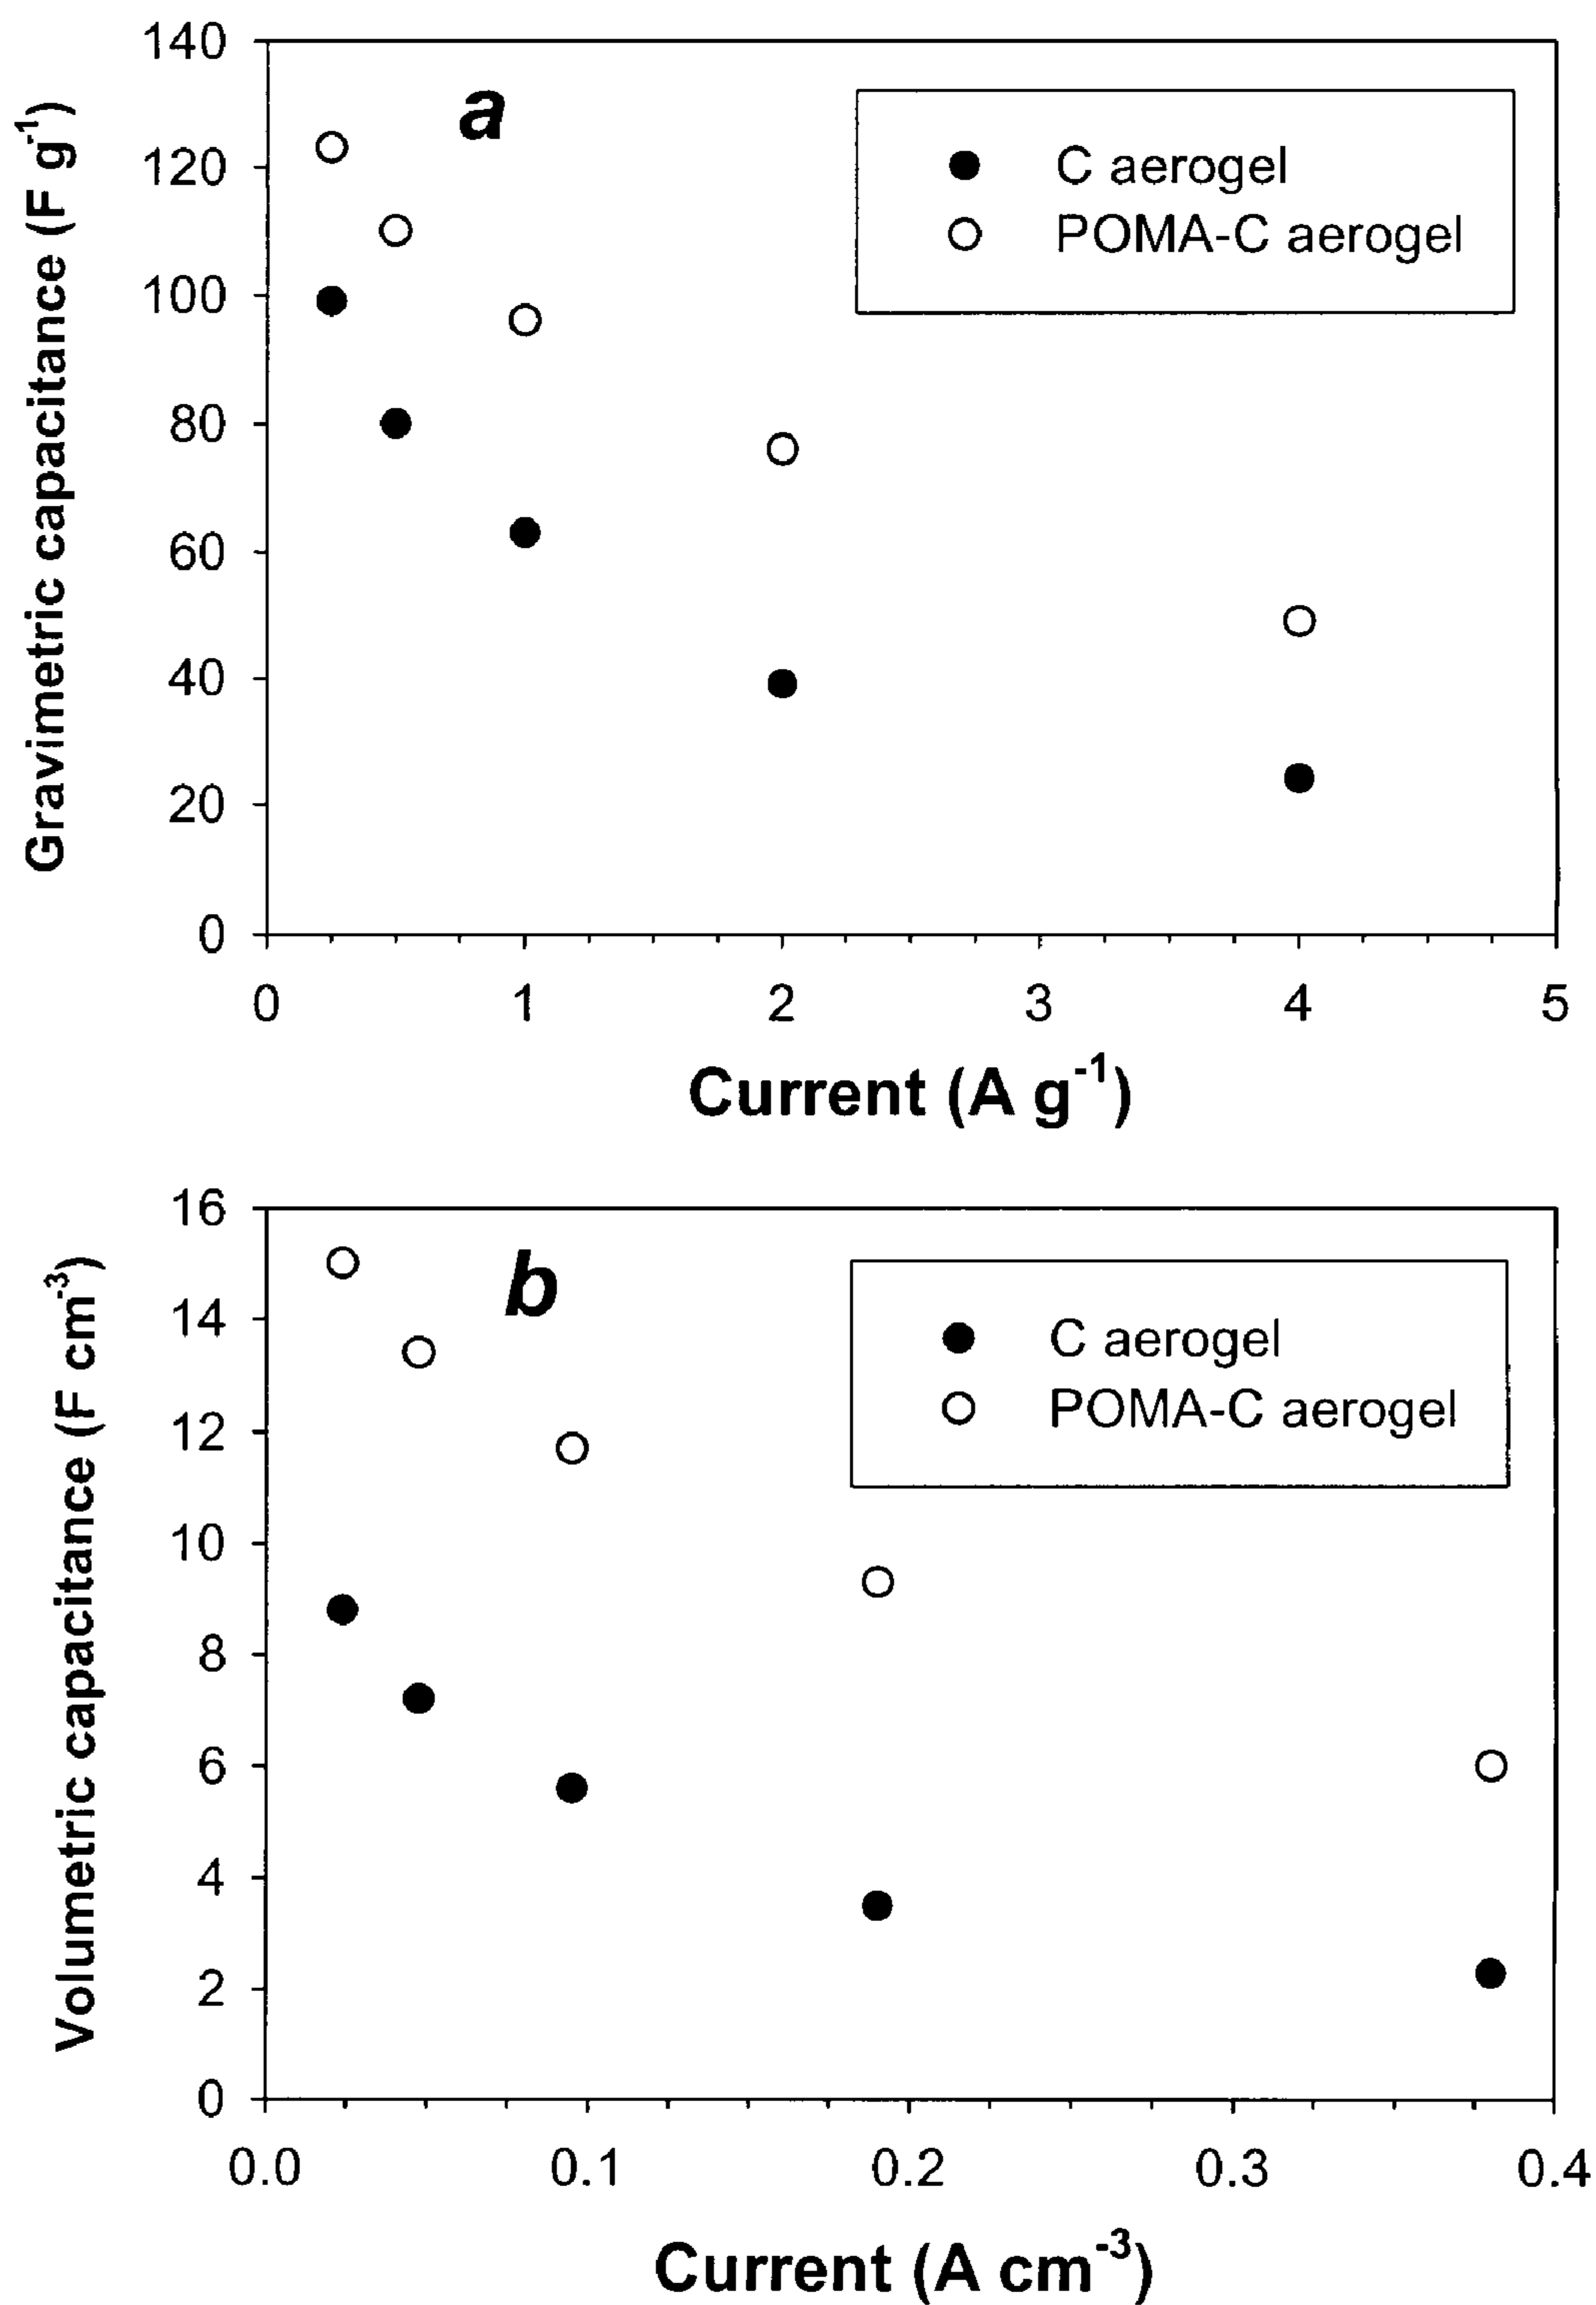 a
Gravimetric capacitance (F g-1)
140
120
100
80
60
40
20
0
C aerogel
POMA-C aerogel
0 1 2 3 4 5
Current (A g-1)
b
Volumetric capacitance (F cm-3)
16
14
12
10
8
6
4
2
0
C aerogel
POMA-C aerogel
0.0 0.1 0.2 0.3 0.4
Current (A cm-3)